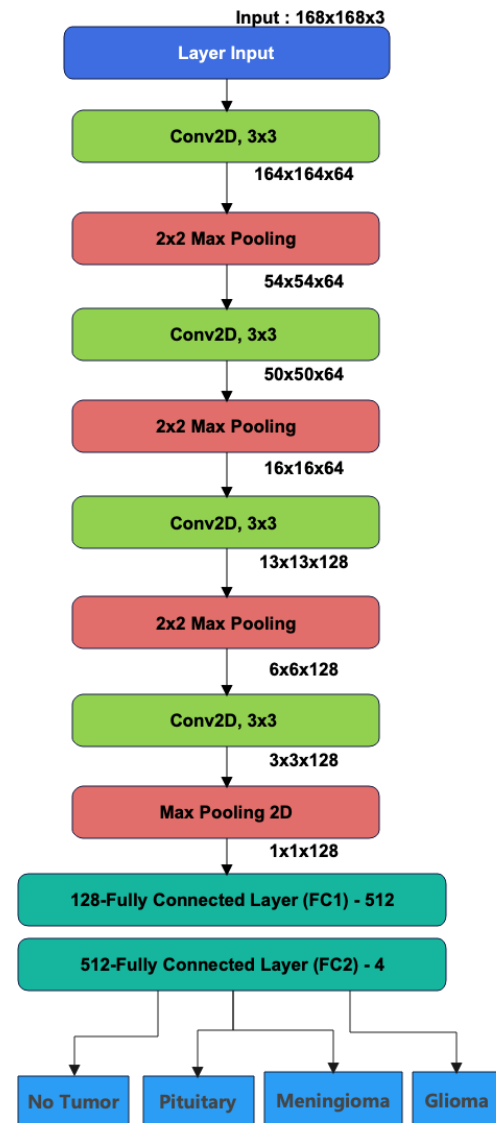 Input : 168x168x3
Layer Input
Conv2D, 3x3
164x164x64
2x2 Max Pooling
54x54x64
Conv2D, 3x3
50x50x64
2x2 Max Pooling
16x16x64
Conv2D, 3x3
13x13x128
2x2 Max Pooling
6x6x128
Conv2D, 3x3
3x3x128
Max Pooling 2D
1x1x128
128-Fully Connected Layer (FC1) - 512
512-Fully Connected Layer (FC2) - 4
No Tumor
Pituitary
Meningioma
Glioma